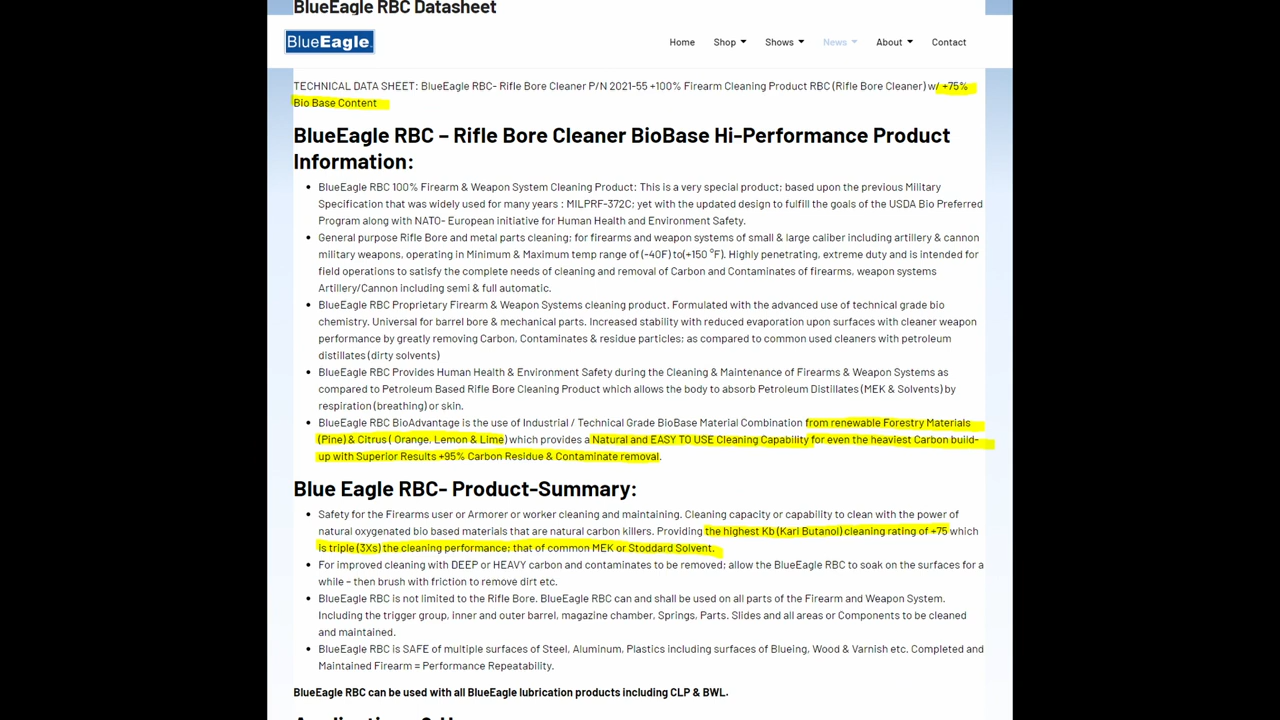 BlueEagle RBC Datasheet
BlueEagle.
Home Shop Shows News About Contact
TECHNICAL DATA SHEET: BlueEagle RBC- Rifle Bore Cleaner P/N 2021-55 +100% Firearm Cleaning Product RBC (Rifle Bore Cleaner) w/ +75%
Bio Base Content
BlueEagle RBC – Rifle Bore Cleaner BioBase Hi-Performance Product
Information:
• BlueEagle RBC 100% Firearm & Weapon System Cleaning Product: This is a very special product; based upon the previous Military
Specification that was widely used for many years : MILPRF-372C; yet with the updated design to fulfill the goals of the USDA Bio Preferred
Program along with NATO- European initiative for Human Health and Environment Safety.
• General purpose Rifle Bore and metal parts cleaning; for firearms and weapon systems of small & large caliber including artillery & cannon
military weapons, operating in Minimum & Maximum temp range of (-40F) to(+150 °F). Highly penetrating, extreme duty and is intended for
field operations to satisfy the complete needs of cleaning and removal of Carbon and Contaminates of firearms, weapon systems
Artillery/Cannon including semi & full automatic.
• BlueEagle RBC Proprietary Firearm & Weapon Systems cleaning product. Formulated with the advanced use of technical grade bio
chemistry. Universal for barrel bore & mechanical parts. Increased stability with reduced evaporation upon surfaces with cleaner weapon
performance by greatly removing Carbon, Contaminates & residue particles; as compared to common used cleaners with petroleum
distillates (dirty solvents)
• BlueEagle RBC Provides Human Health & Environment Safety during the Cleaning & Maintenance of Firearms & Weapon Systems as
compared to Petroleum Based Rifle Bore Cleaning Product which allows the body to absorb Petroleum Distillates (MEK & Solvents) by
respiration (breathing) or skin.
• BlueEagle RBC BioAdvantage is the use of Industrial / Technical Grade BioBase Material Combination from renewable Forestry Materials
(Pine) & Citrus ( Orange, Lemon & Lime) which provides a Natural and EASY TO USE Cleaning Capability for even the heaviest Carbon build-
up with Superior Results +95% Carbon Residue & Contaminate removal.
Blue Eagle RBC- Product-Summary:
• Safety for the Firearms user or Armorer or worker cleaning and maintaining. Cleaning capacity or capability to clean with the power of
natural oxygenated bio based materials that are natural carbon killers. Providing the highest Kb (Karl Butanol) cleaning rating of +75 which
is triple (3Xs) the cleaning performance; that of common MEK or Stoddard Solvent.
• For improved cleaning with DEEP or HEAVY carbon and contaminates to be removed; allow the BlueEagle RBC to soak on the surfaces for a
while – then brush with friction to remove dirt etc.
• BlueEagle RBC is not limited to the Rifle Bore. BlueEagle RBC can and shall be used on all parts of the Firearm and Weapon System.
Including the trigger group, inner and outer barrel, magazine chamber, Springs, Parts. Slides and all areas or Components to be cleaned
and maintained.
• BlueEagle RBC is SAFE of multiple surfaces of Steel, Aluminum, Plastics including surfaces of Blueing, Wood & Varnish etc. Completed and
Maintained Firearm = Performance Repeatability.
BlueEagle RBC can be used with all BlueEagle lubrication products including CLP & BWL.